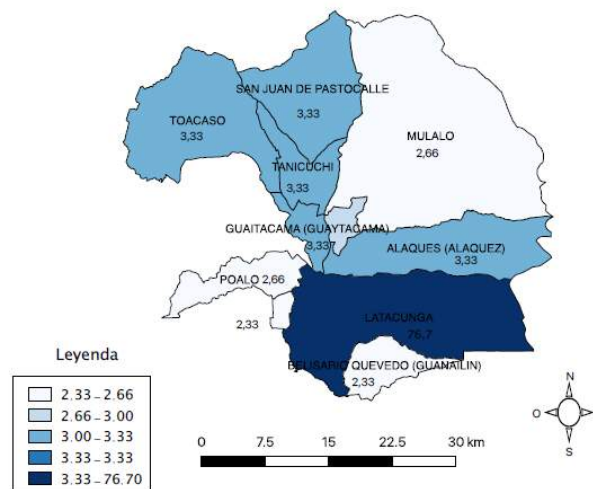 SAN JUAN DE PASTOCALLE
3,33
TOACASO
3,33
MULALO
2,66
TANICUCHI
3,33
GUAITACAMA (GUAYTACAMA)
3,33
ALAQUES (ALAQUEZ)
3,33
POALO 2,66
2,33
LATACUNGA
76,7
BELISARIO QUEVEDO (GUANAILIN)
2,33
Leyenda
2.33 - 2.66
2.66 - 3.00
3.00 - 3.33
3.33 - 3.33
3.33 - 76.70
0 7.5 15 22.5 30 km
N
O E
S